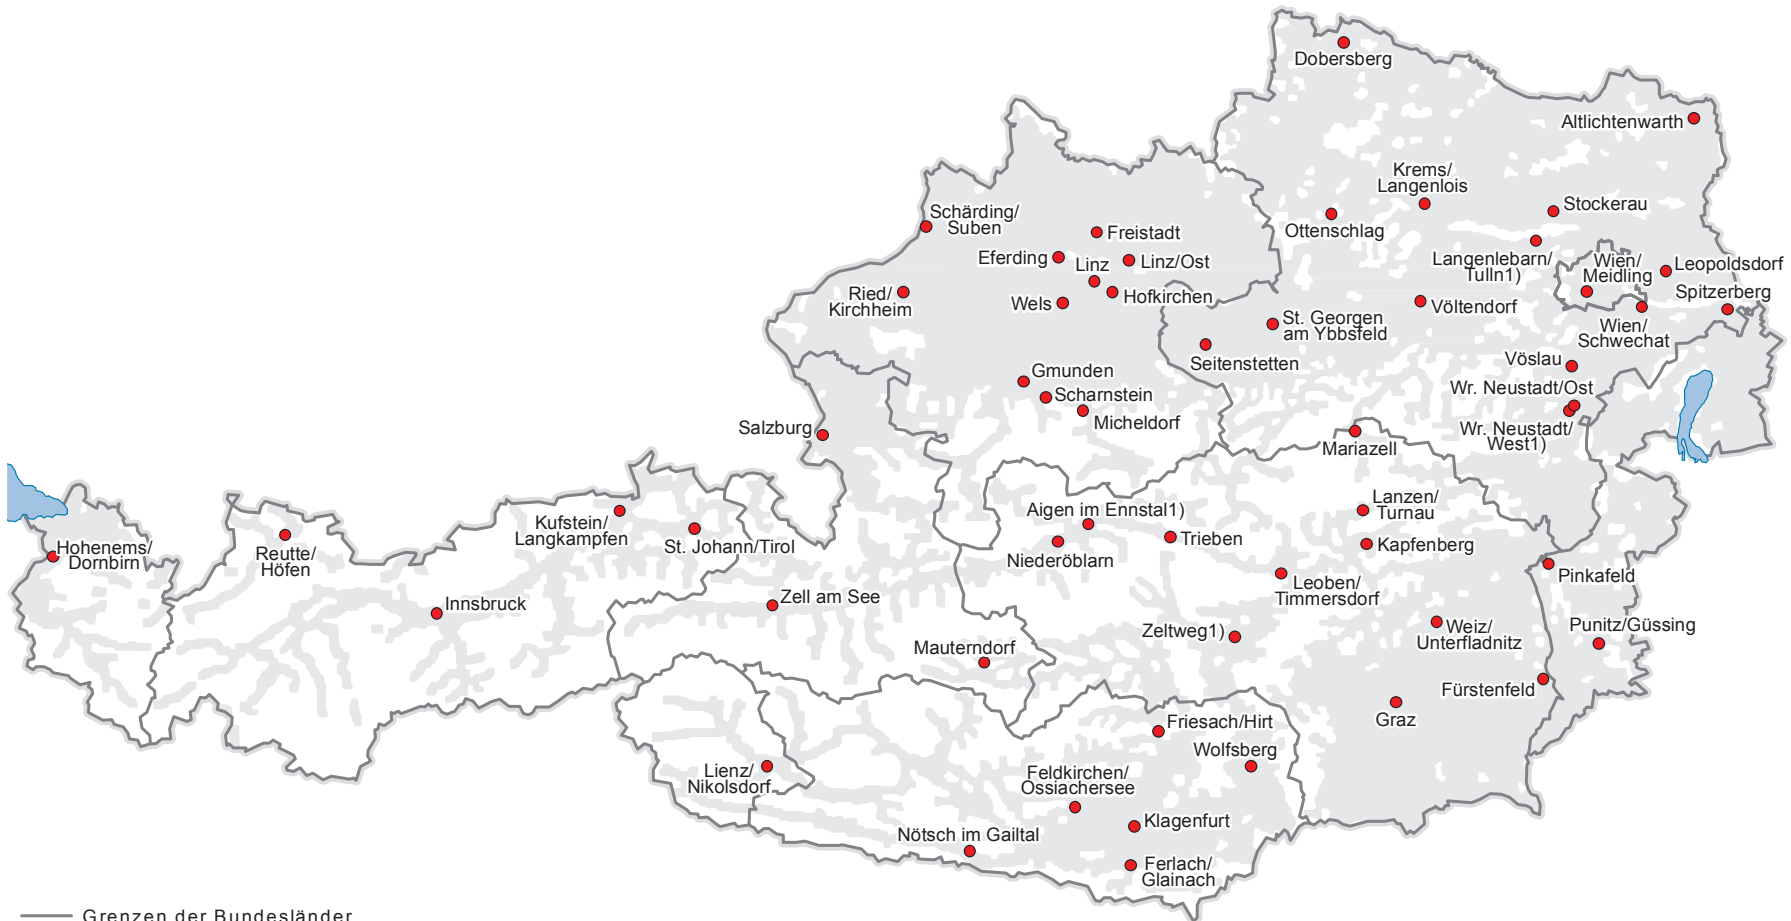 Dobersberg
Altlichtenwarth
Krems/
Langenlois
Stockerau
Ottenschlag
Schärding/
Suben
Freistadt
Eferding
Linz
Linz/Ost
Langenlebarn/
Tulln1)
Wien/
Meidling
Leopoldsdorf
Spitzerberg
Ried/
Kirchheim
Wels
Hofkirchen
Völtendorf
St. Georgen
am Ybbsfeld
Wien/
Schwechat
Seitenstetten
Vöslau
Gmunden
Scharnstein
Micheldorf
Wr. Neustadt/Ost
Wr. Neustadt/
West1)
Salzburg
Mariazell
Lanzen/
Turnau
Aigen im Ennstal1)
Kufstein/
Langkampfen
St. Johann/Tirol
Trieben
Kapfenberg
Hohenems/
Dornbirn
Reutte/
Höfen
Niederöblarn
Pinkafeld
Leoben/
Timmersdorf
Innsbruck
Zell am See
Zeltweg1)
Weiz/
Unterfladnitz
Punitz/Güssing
Mauterndorf
Fürstenfeld
Graz
Friesach/Hirt
Wolfsberg
Lienz/
Nikolsdorf
Feldkirchen/
Ossiachersee
Klagenfurt
Nötsch im Gailtal
Ferlach/
Glainach
Grenzen der Bundesländer